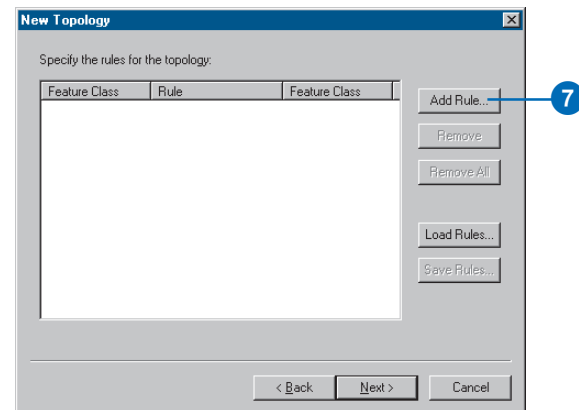 New Topology
Specify the rules for the topology:
Feature Class Rule Feature Class
Add Rule...
7
Remove
Remove All
Load Rules...
Save Rules...
< Back Next > Cancel